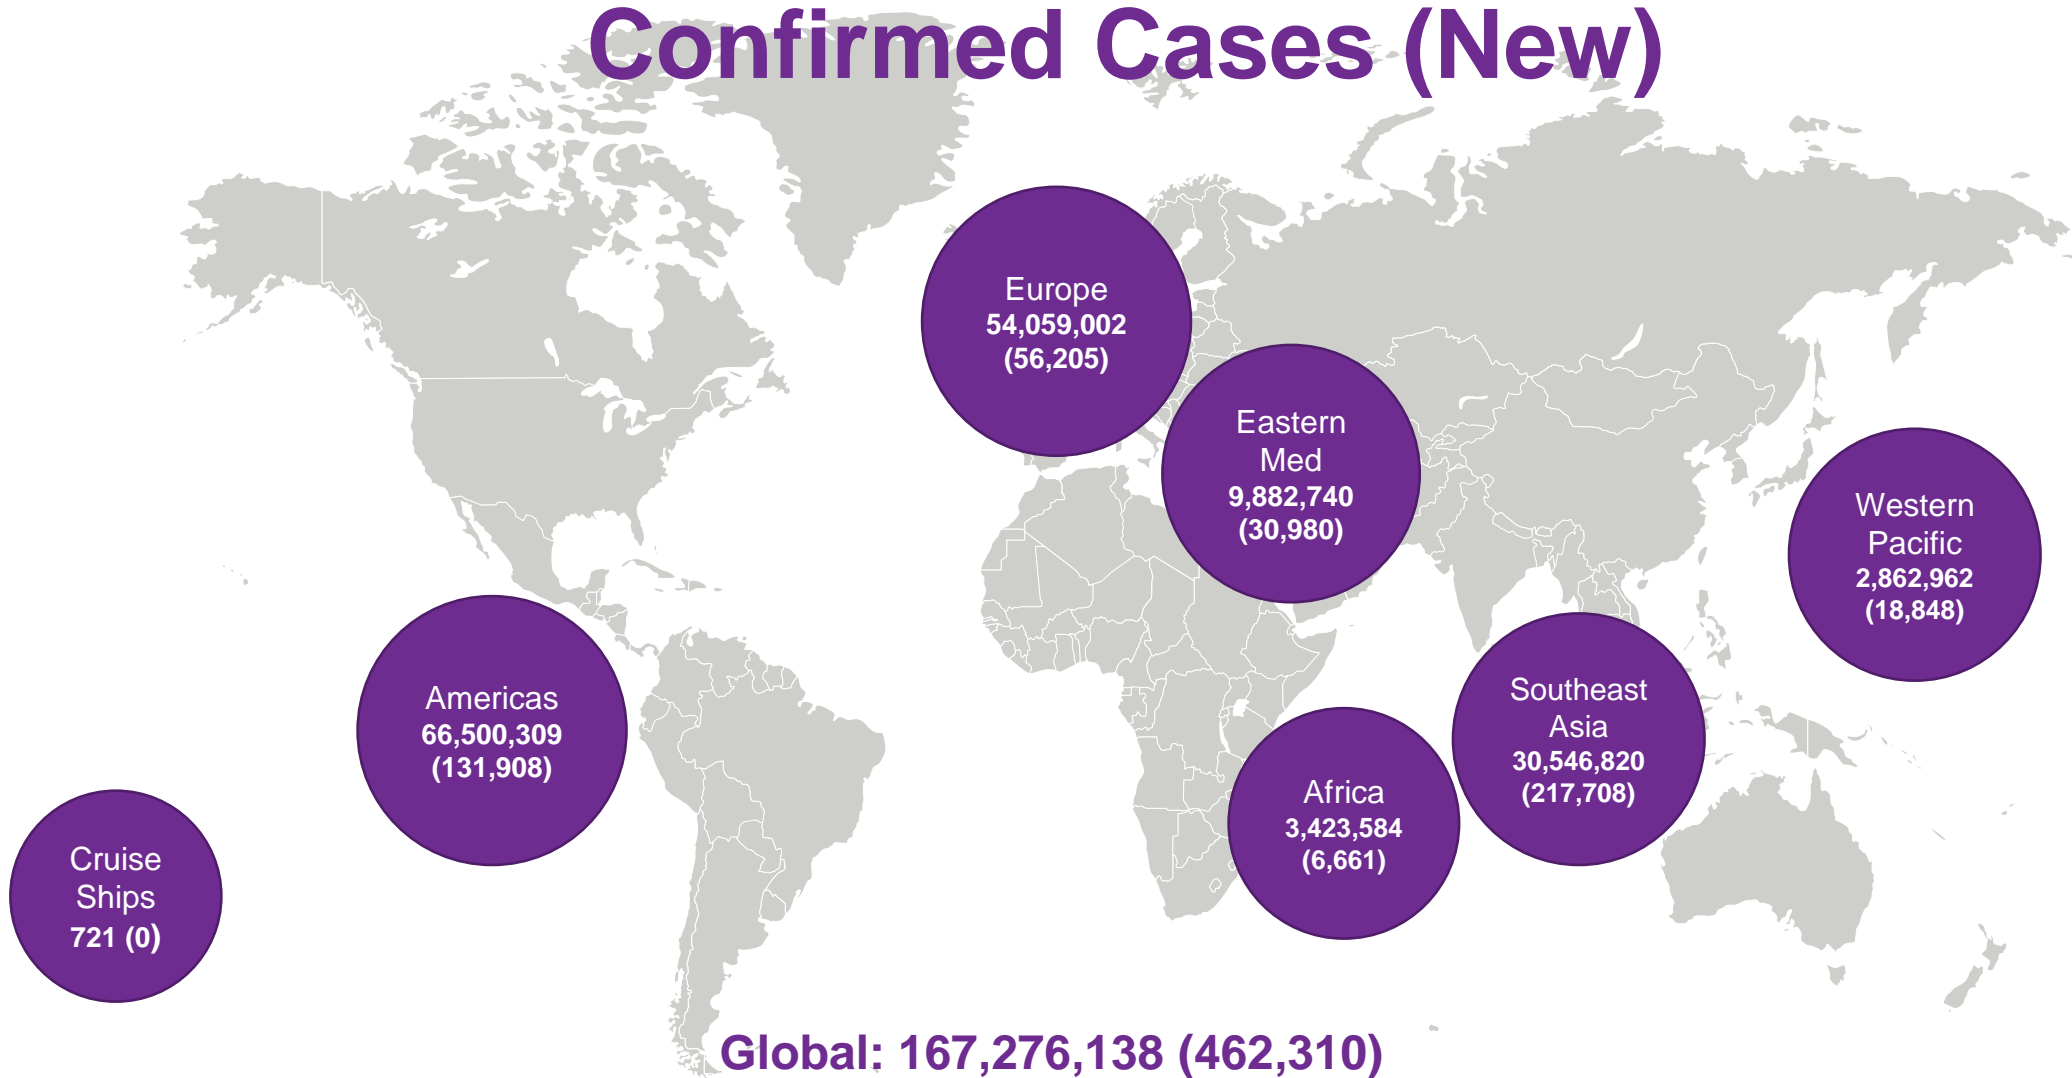 Confirmed Cases (New)
Europe
54,059,002
(56,205)
Eastern
Med
9,882,740
(30,980)
Western
Pacific
2,862,962
(18,848)
Americas
66,500,309
(131,908)
Southeast
Asia
30,546,820
(217,708)
Africa
3,423,584
(6,661)
Cruise
Ships
721 (0)
Global: 167,276,138 (462,310)